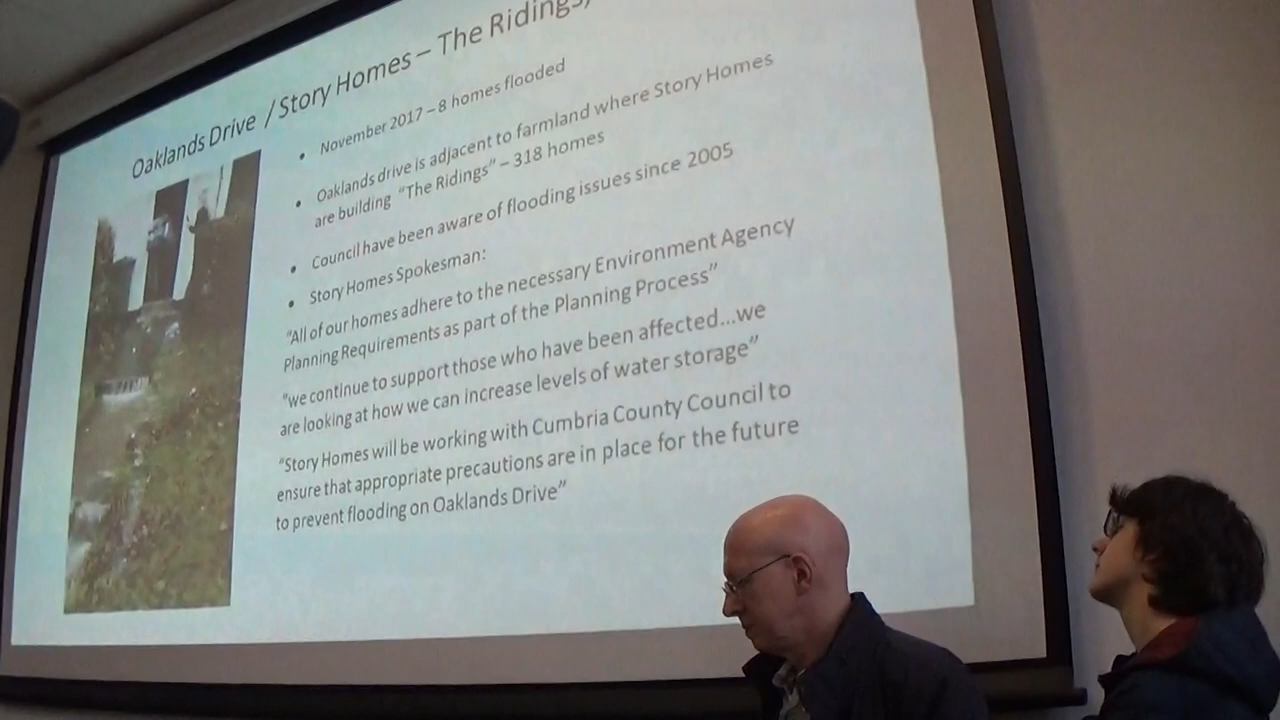 Oaklands Drive / Story Homes – The Ridings,
• November 2017 – 8 homes flooded
• Oaklands drive is adjacent to farmland where Story Homes
are building "The Ridings" – 318 homes
• Council have been aware of flooding issues since 2005
• Story Homes Spokesman:
"All of our homes adhere to the necessary Environment Agency
Planning Requirements as part of the Planning Process"
"we continue to support those who have been affected...we
are looking at how we can increase levels of water storage"
"Story Homes will be working with Cumbria County Council to
ensure that appropriate precautions are in place for the future
to prevent flooding on Oaklands Drive"